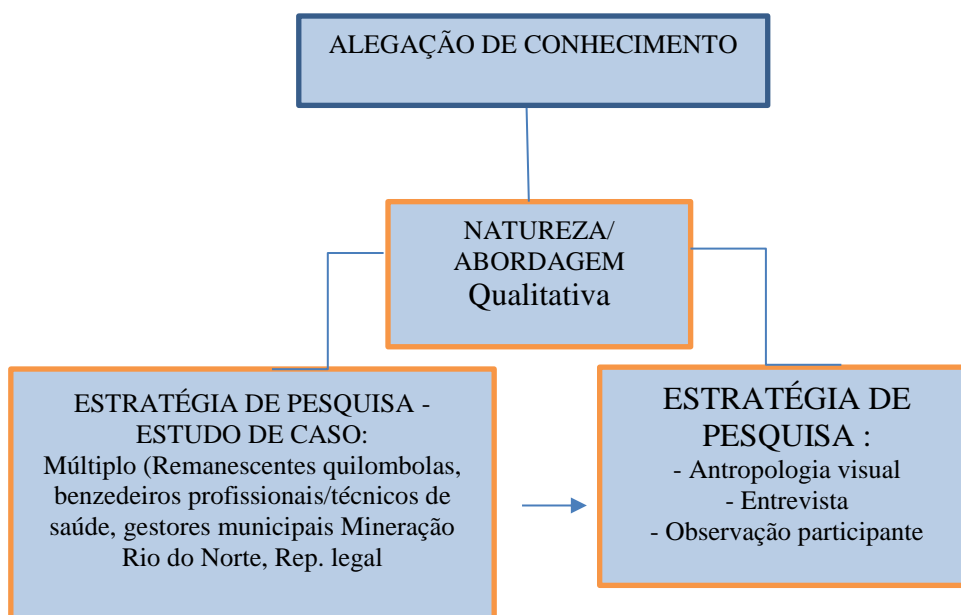 ALEGAÇÃO DE CONHECIMENTO
NATUREZA/
ABORDAGEM
Qualitativa
ESTRATÉGIA DE PESQUISA -
ESTUDO DE CASO:
Múltiplo (Remanescentes quilombolas,
benzedeiros profissionais/técnicos de
saúde, gestores municipais Mineração
Rio do Norte, Rep. legal
ESTRATÉGIA DE
PESQUISA :
- Antropologia visual
- Entrevista
- Observação participante